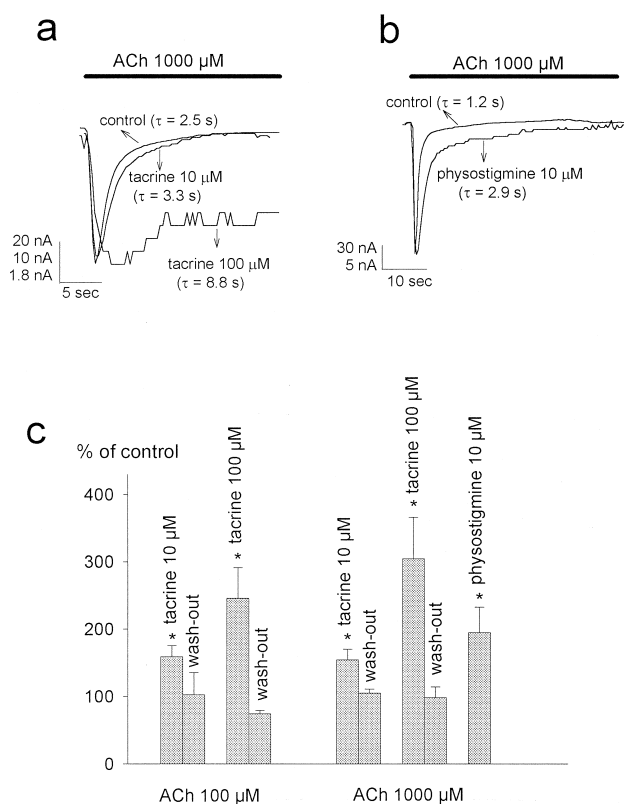 a
ACh 1000 μM
control (τ = 2.5 s)
tacrine 10 μM
(τ = 3.3 s)
tacrine 100 μM
(τ = 8.8 s)
20 nA
10 nA
1.8 nA
5 sec
b
ACh 1000 μM
control (τ = 1.2 s)
physostigmine 10 μM
(τ = 2.9 s)
30 nA
5 nA
10 sec
c
% of control
400
300
200
100
0
* tacrine 10 μM
wash-out
* tacrine 100 μM
wash-out
* tacrine 10 μM
wash-out
* tacrine 100 μM
wash-out
* physostigmine 10 μM
ACh 100 μM
ACh 1000 μM